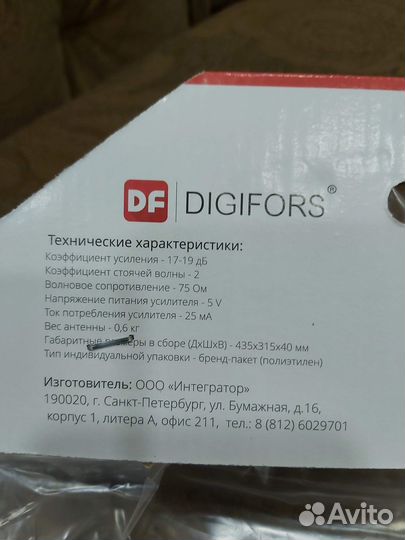 DF DIGIFORS®
Технические характеристики:
Коэффициент усиления - 17-19 дБ
Коэффициент стоячей волны - 2
Волновое сопротивление - 75 Ом
Напряжение питания усилителя - 5 V
Ток потребления усилителя - 25 мА
Вес антенны - 0,6 кг
Габаритные размеры в сборе (ДхШхВ) - 435х315х40 мм
Тип индивидуальной упаковки - бренд-пакет (полиэтилен)
Изготовитель: ООО «Интегратор»
190020, г. Санкт-Петербург, ул. Бумажная, д.16,
корпус 1, литера А, офис 211, тел.: 8 (812) 6029701
Avito